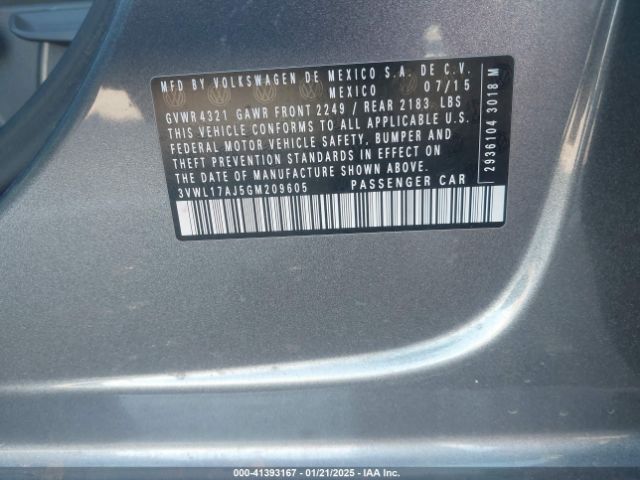 MFD BY VOLKSWAGEN DE MEXICO S.A. DE C.V.
MEXICO 07/15
GVWR 4321 GAWR FRONT 2249 / REAR 2183 LBS
THIS VEHICLE CONFORMS TO ALL APPLICABLE U.S.
FEDERAL MOTOR VEHICLE SAFETY, BUMPER AND
THEFT PREVENTION STANDARDS IN EFFECT ON
THE DATE OF MANUFACTURE SHOWN ABOVE.
3VWL17AJ5GM209605 PASSENGER CAR
2936104 3018 M
000-41393167 - 01/21/2025 - IAA Inc.